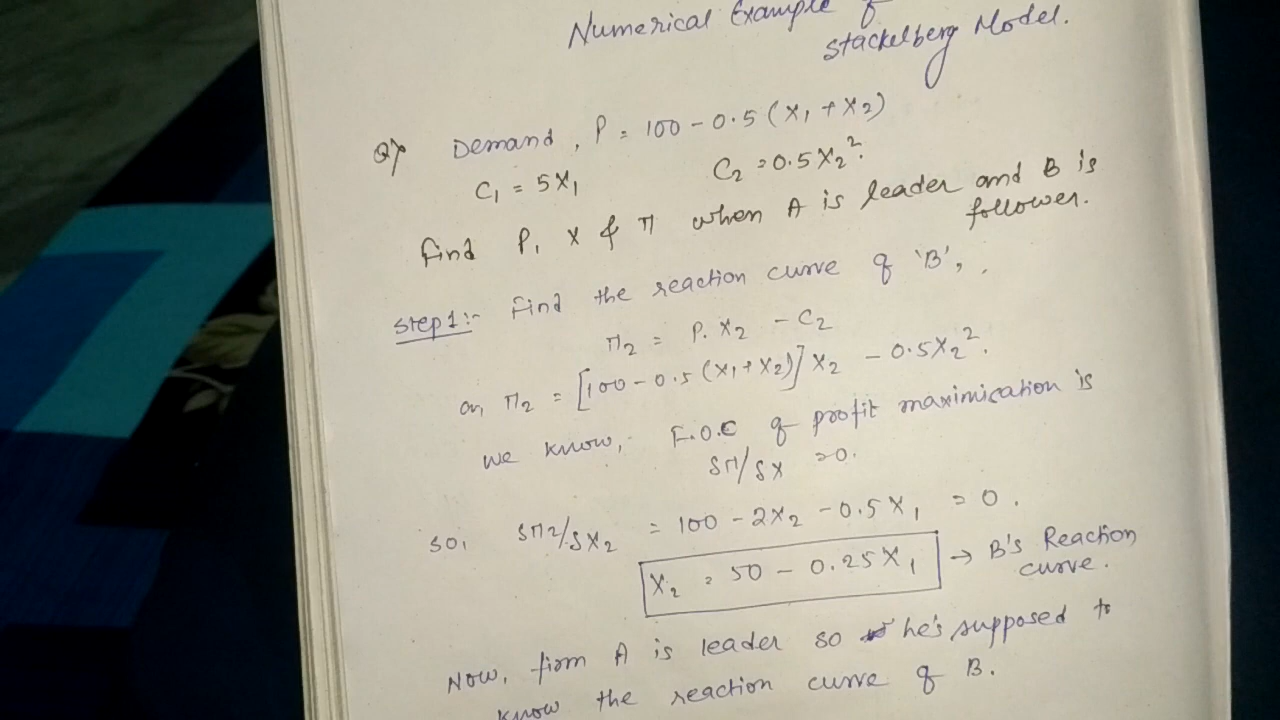 Numerical Example of
Stackelberg Model.
Q) Demand, P = 100 - 0.5 (X₁ + X₂)
C₁ = 5X₁ C₂ = 0.5X₂².
Find P, X & π when A is leader and B is
follower.
Step 1:- Find the reaction curve of 'B',
π₂ = P. X₂ - C₂
or, π₂ = [100 - 0.5 (X₁ + X₂)] X₂ - 0.5X₂².
We know, F.O.C of profit maximication is
δπ/δX = 0.
so, δπ₂/δX₂ = 100 - 2X₂ - 0.5X₁ = 0.
X₂ = 50 - 0.25X₁ → B's Reaction
curve.
Now, firm A is leader so he's supposed to
know the reaction curve of B.